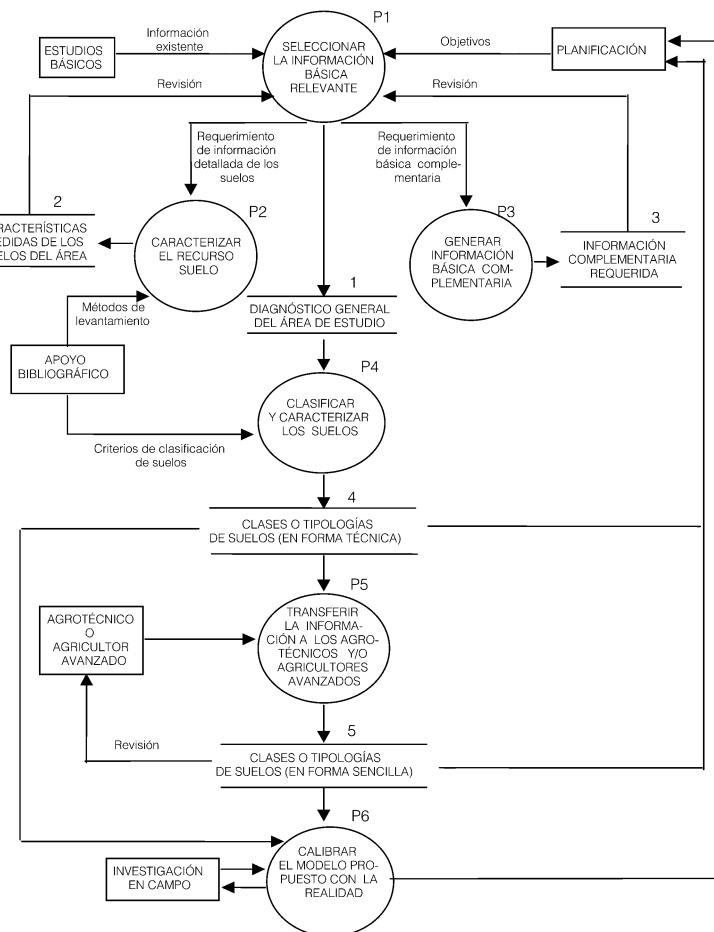 P1
Información
existente
Objetivos
ESTUDIOS
BÁSICOS
SELECCIONAR
LA INFORMACIÓN
BÁSICA
RELEVANTE
PLANIFICACIÓN
Revisión
Revisión
Requerimiento
de información
detallada de los
suelos
Requerimiento
de información
básica comple-
mentaria
2
P2
P3
3
RACTERÍSTICAS
EDIDAS DE LOS
ELOS DEL ÁREA
CARACTERIZAR
EL RECURSO
SUELO
GENERAR
INFORMACIÓN
BÁSICA COM-
PLEMENTARIA
INFORMACIÓN
COMPLEMENTARIA
REQUERIDA
1
Métodos de
levantamiento
DIAGNÓSTICO GENERAL
DEL ÁREA DE ESTUDIO
APOYO
BIBLIOGRÁFICO
P4
CLASIFICAR
Y CARACTERIZAR
LOS SUELOS
Criterios de clasificación
de suelos
4
CLASES O TIPOLOGÍAS
DE SUELOS (EN FORMA TÉCNICA)
P5
AGROTÉCNICO
O
AGRICULTOR
AVANZADO
TRANSFERIR
LA INFORMA-
CIÓN A LOS AGRO-
TÉCNICOS Y/O
AGRICULTORES
AVANZADOS
5
Revisión
CLASES O TIPOLOGÍAS
DE SUELOS (EN FORMA SENCILLA)
P6
CALIBRAR
EL MODELO PRO-
PUESTO CON LA
REALIDAD
INVESTIGACIÓN
EN CAMPO